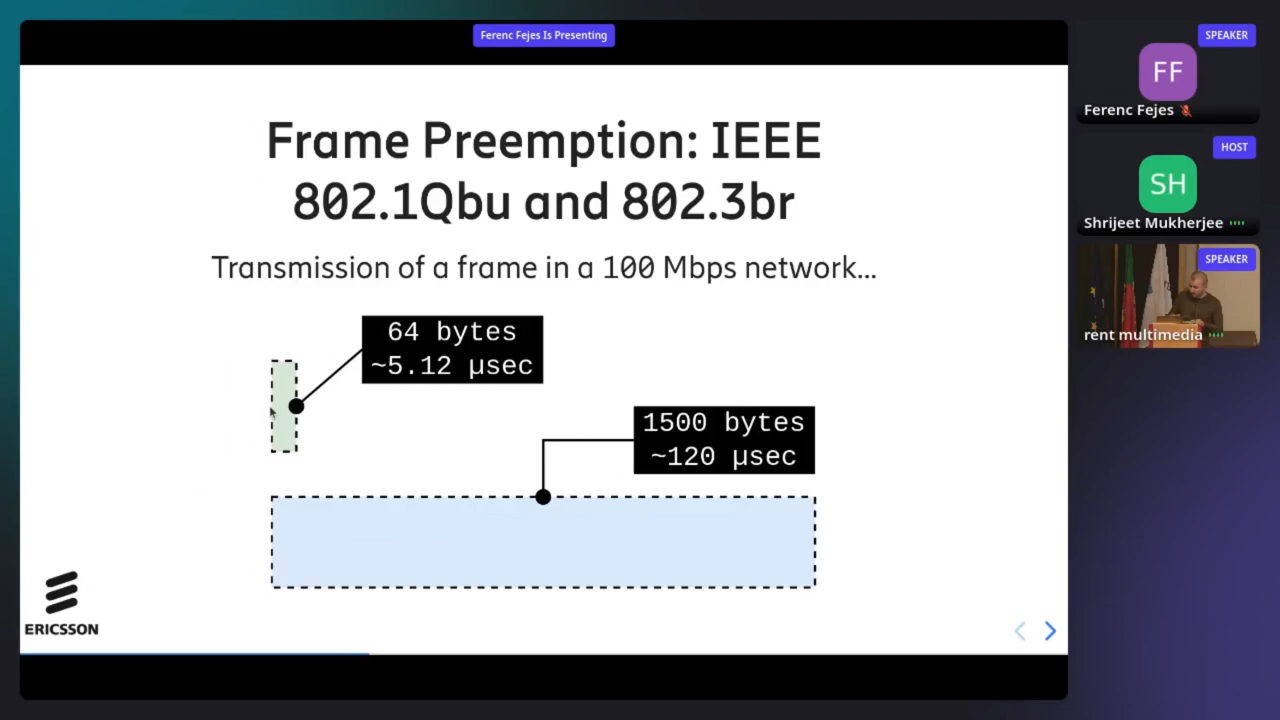 Ferenc Fejes Is Presenting
Frame Preemption: IEEE
802.1Qbu and 802.3br
Transmission of a frame in a 100 Mbps network...
64 bytes
~5.12 µsec
1500 bytes
~120 µsec
ERICSSON
SPEAKER
FF
Ferenc Fejes
HOST
SH
Shrijeet Mukherjee
SPEAKER
rent multimedia